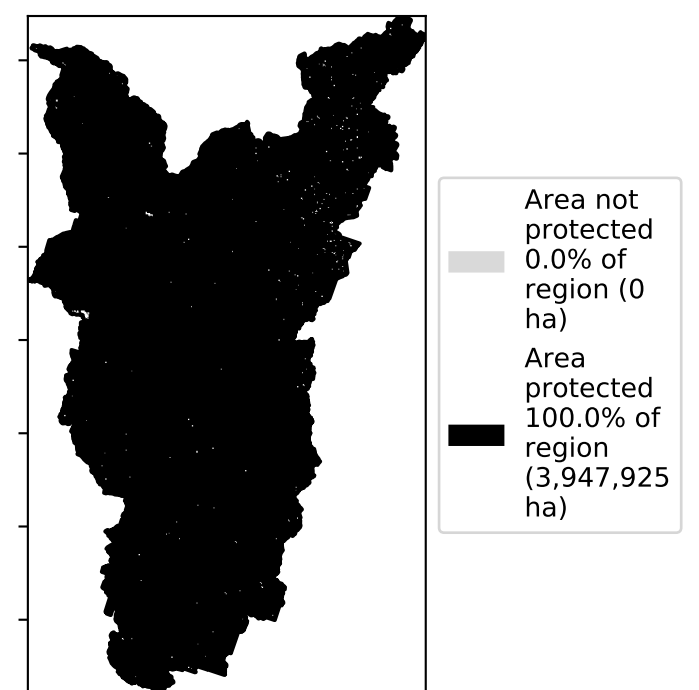 Area not
protected
0.0% of
region (0
ha)
Area
protected
100.0% of
region
(3,947,925
ha)